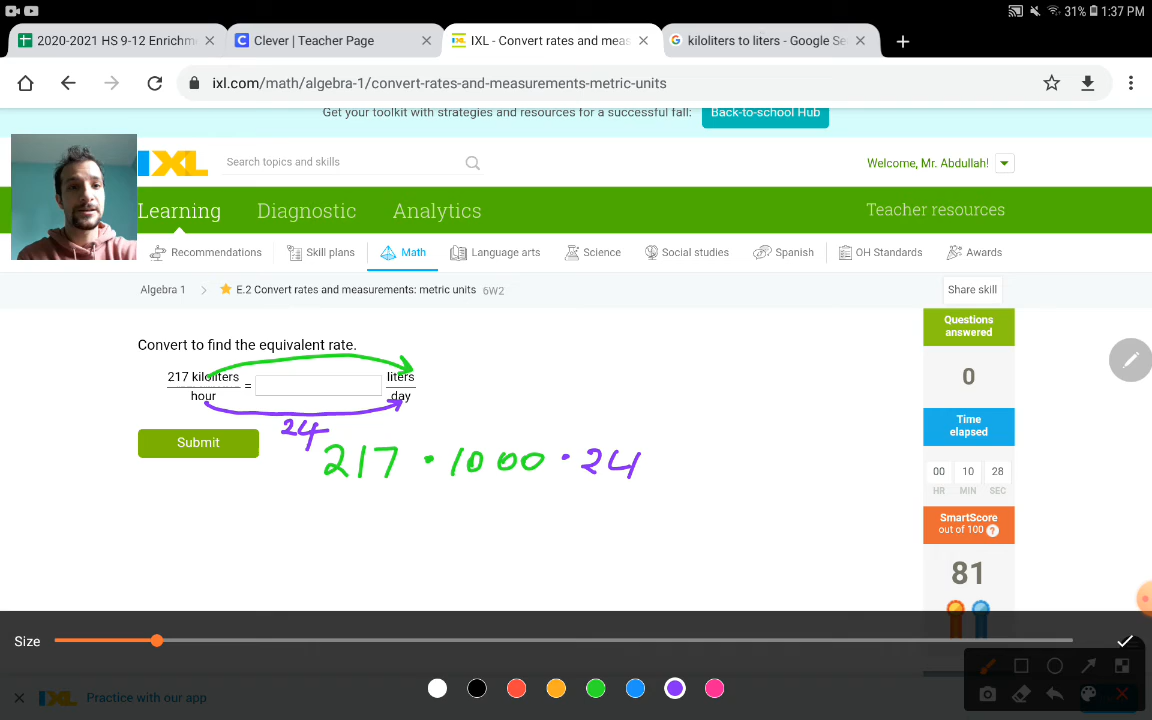 31% 1:37 PM
2020-2021 HS 9-12 Enrichm
Clever | Teacher Page
IXL - Convert rates and meas
kiloliters to liters - Google Se
ixl.com/math/algebra-1/convert-rates-and-measurements-metric-units
Get your toolkit with strategies and resources for a successful fall: Back-to-school Hub
IXL Search topics and skills Welcome, Mr. Abdullah!
Learning Diagnostic Analytics Teacher resources
Recommendations Skill plans Math Language arts Science Social studies Spanish OH Standards Awards
Algebra 1 > E.2 Convert rates and measurements: metric units 6W2 Share skill
Convert to find the equivalent rate.
217 kiloliters = liters
hour day
24
Submit
217 · 1000 · 24
Questions
answered
0
Time
elapsed
00 10 28
HR MIN SEC
SmartScore
out of 100 ?
81
Size
IXL Practice with our app